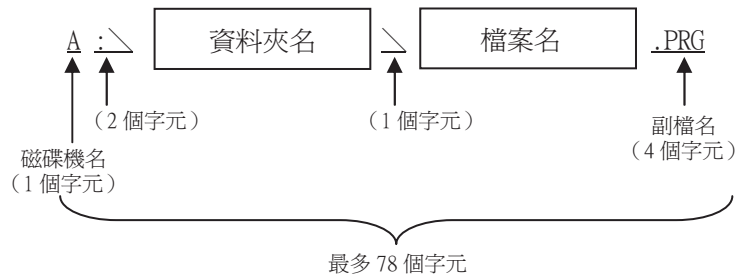 A :\ 資料夾名 \ 檔案名 .PRG
(2 個字元) (1 個字元)
磁碟機名
(1 個字元)
副檔名
(4 個字元)
最多 78 個字元